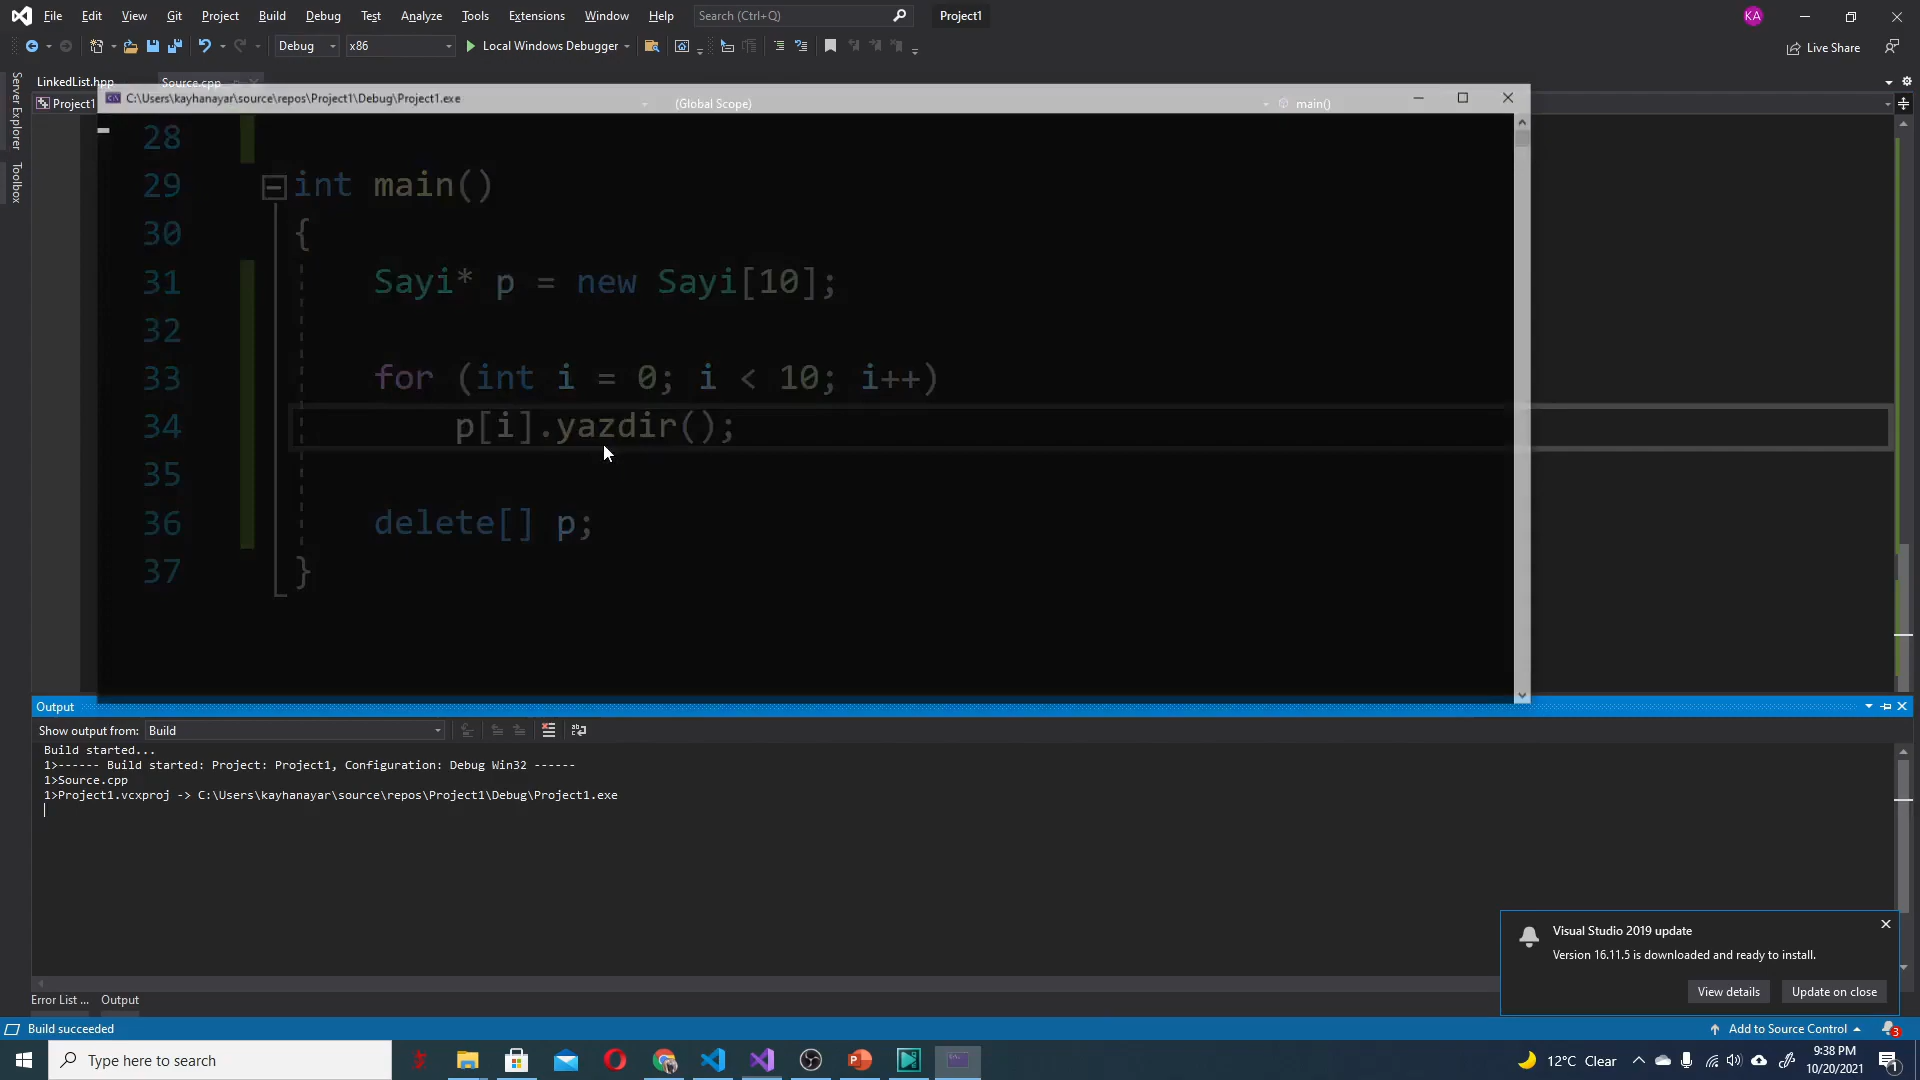 File Edit View Git Project Build Debug Test Analyze Tools Extensions Window Help Search (Ctrl+Q) Project1 KA
Debug x86 Local Windows Debugger Live Share
LinkedList.hpp Source.cpp
Project1 (Global Scope) main()
C:\Users\kayhanayar\source\repos\Project1\Debug\Project1.exe
Server Explorer
Toolbox
28
29 int main()
30 {
31 Sayi* p = new Sayi[10];
32
33 for (int i = 0; i < 10; i++)
34 p[i].yazdir();
35
36 delete[] p;
37 }
Output
Show output from: Build
Build started...
1>------ Build started: Project: Project1, Configuration: Debug Win32 ------
1>Source.cpp
1>Project1.vcxproj -> C:\Users\kayhanayar\source\repos\Project1\Debug\Project1.exe
Visual Studio 2019 update
Version 16.11.5 is downloaded and ready to install.
View details Update on close
Error List ... Output
Build succeeded Add to Source Control 3
Type here to search 12°C Clear 9:38 PM
10/20/2021 1